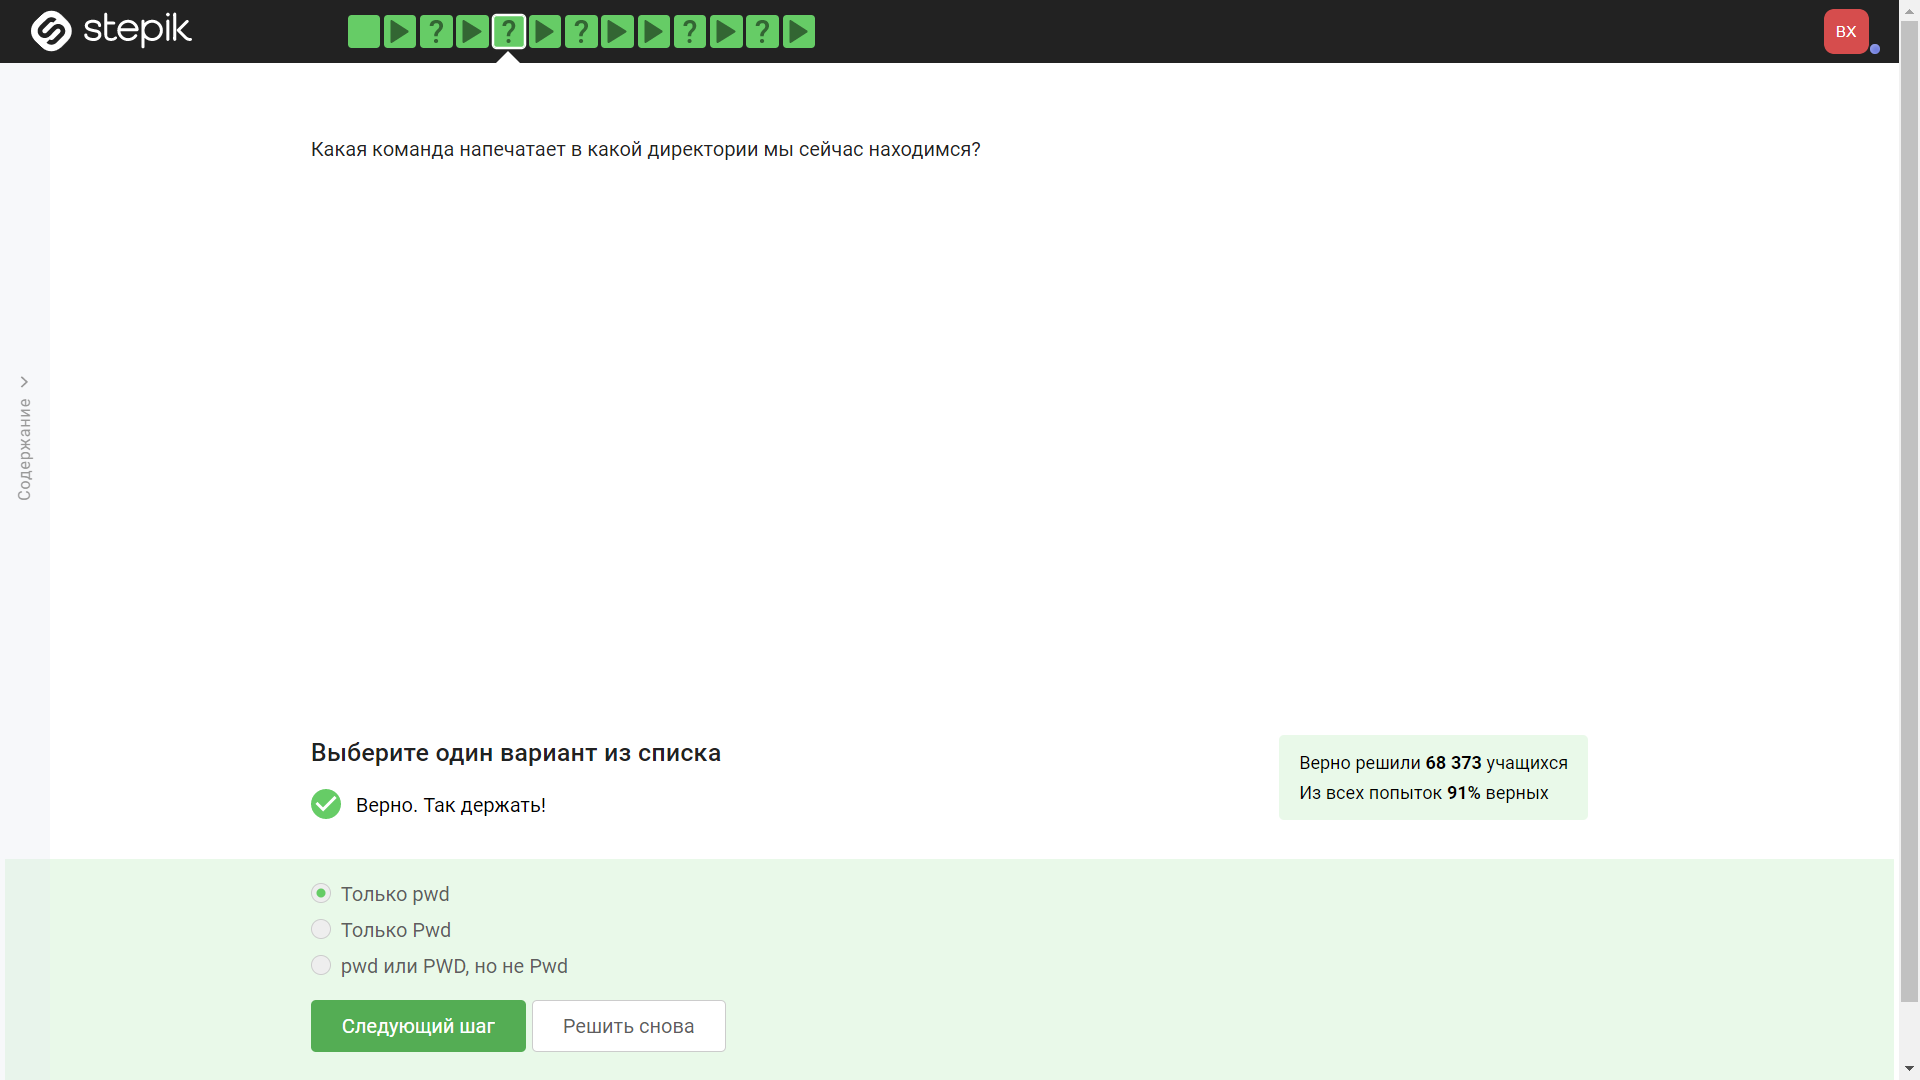 stepik
? ? ? ? ?
ВХ
Какая команда напечатает в какой директории мы сейчас находимся?
Содержание
Выберите один вариант из списка
Верно. Так держать!
Верно решили 68 373 учащихся
Из всех попыток 91% верных
Только pwd
Только Pwd
pwd или PWD, но не Pwd
Следующий шаг
Решить снова